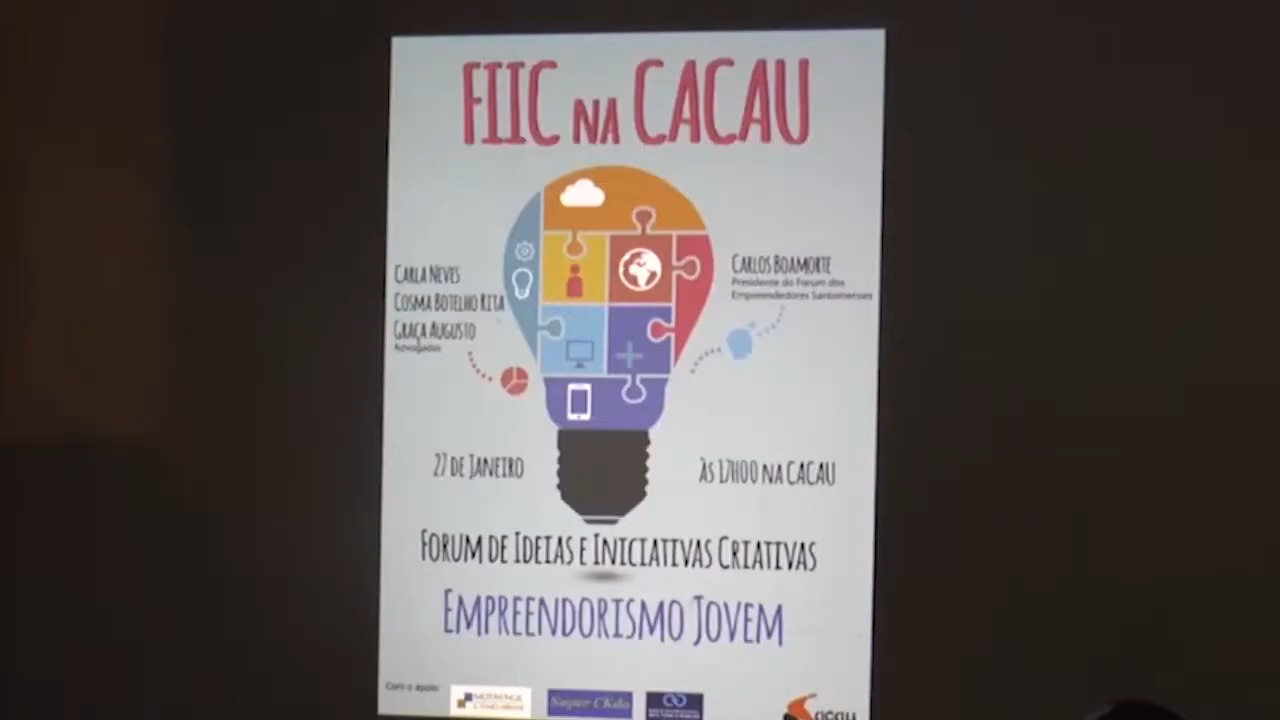 FIIC NA CACAU
CARLA NEVES
COSMA BOTELHO RITA
GRAÇA AUGUSTO
Advogadas
CARLOS BOAMORTE
Presidente do Forum dos
Empreendedores Santomenses
27 DE JANEIRO
ÀS 17H00 NA CACAU
FORUM DE IDEIAS E INICIATIVAS CRIATIVAS
EMPREENDORISMO JOVEM
Com o apoio:
Super CKdo